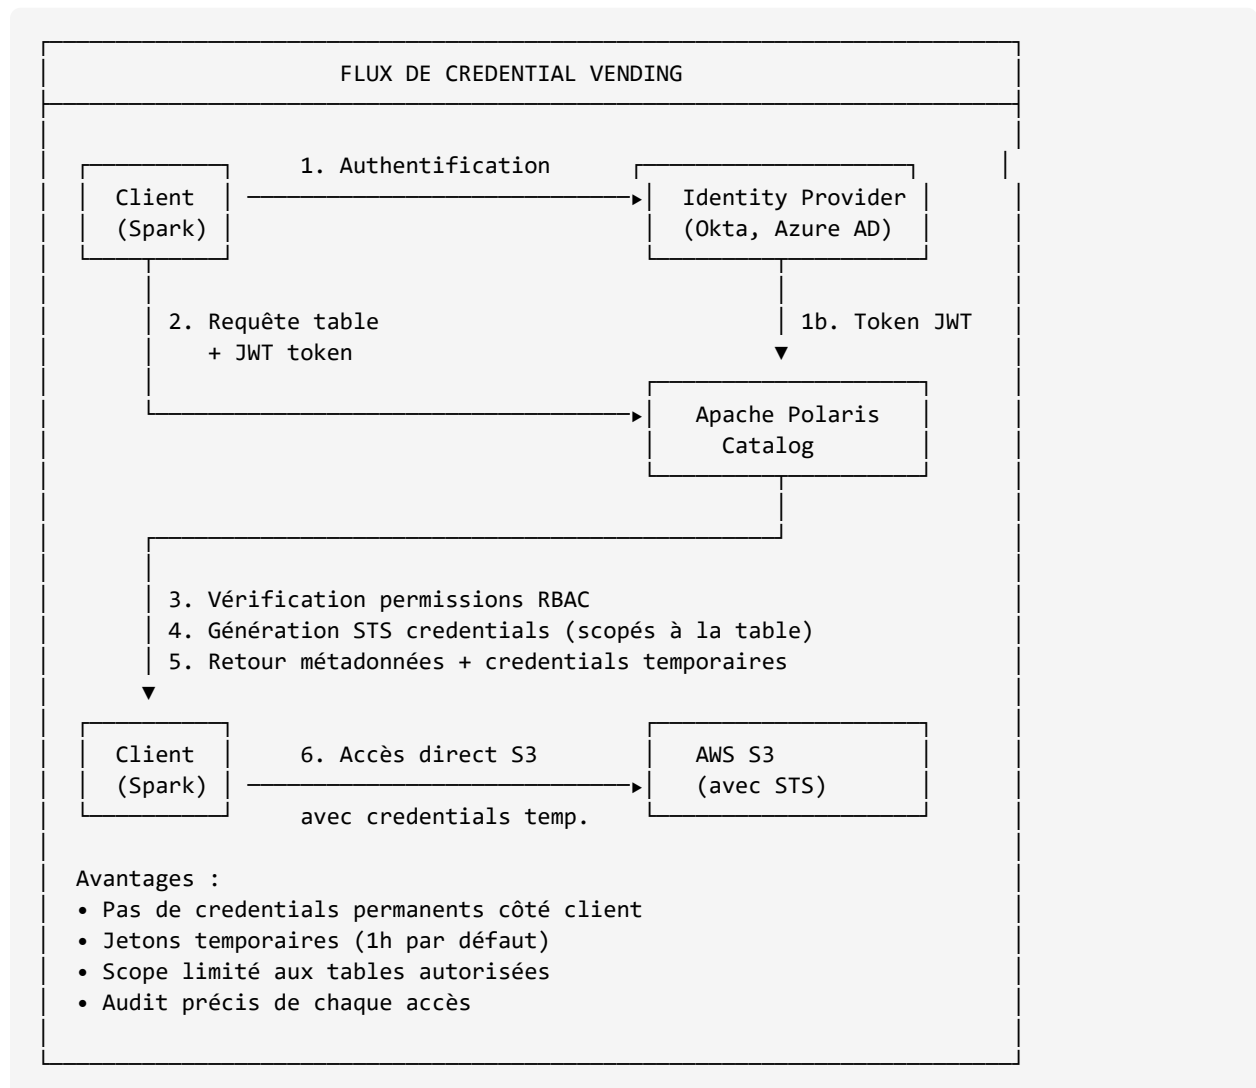 FLUX DE CREDENTIAL VENDING
1. Authentification
Client
(Spark)
Identity Provider
(Okta, Azure AD)
2. Requête table
+ JWT token
1b. Token JWT
Apache Polaris
Catalog
3. Vérification permissions RBAC
4. Génération STS credentials (scopés à la table)
5. Retour métadonnées + credentials temporaires
Client
(Spark)
6. Accès direct S3
avec credentials temp.
AWS S3
(avec STS)
Avantages :
• Pas de credentials permanents côté client
• Jetons temporaires (1h par défaut)
• Scope limité aux tables autorisées
• Audit précis de chaque accès